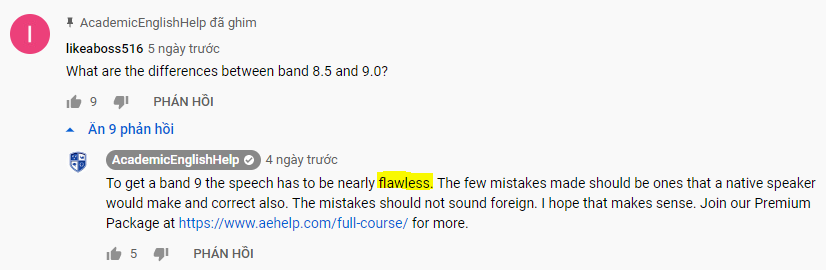 AcademicEnglishHelp đã ghim
I
likeaboss516 5 ngày trước
What are the differences between band 8.5 and 9.0?
9 PHẢN HỒI
Ẩn 9 phản hồi
AcademicEnglishHelp 4 ngày trước
To get a band 9 the speech has to be nearly flawless. The few mistakes made should be ones that a native speaker
would make and correct also. The mistakes should not sound foreign. I hope that makes sense. Join our Premium
Package at https://www.aehelp.com/full-course/ for more.
5 PHẢN HỒI